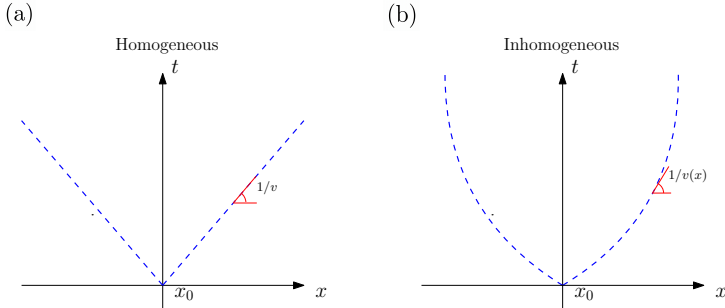 (a)
Homogeneous
t
1/v
x₀
x
(b)
Inhomogeneous
t
1/v(x)
x₀
x